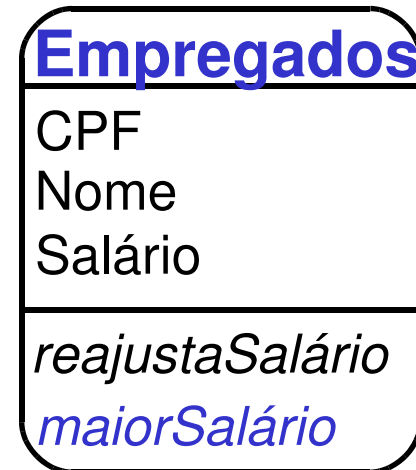 Empregados
CPF
Nome
Salário
reajustaSalário
maiorSalário